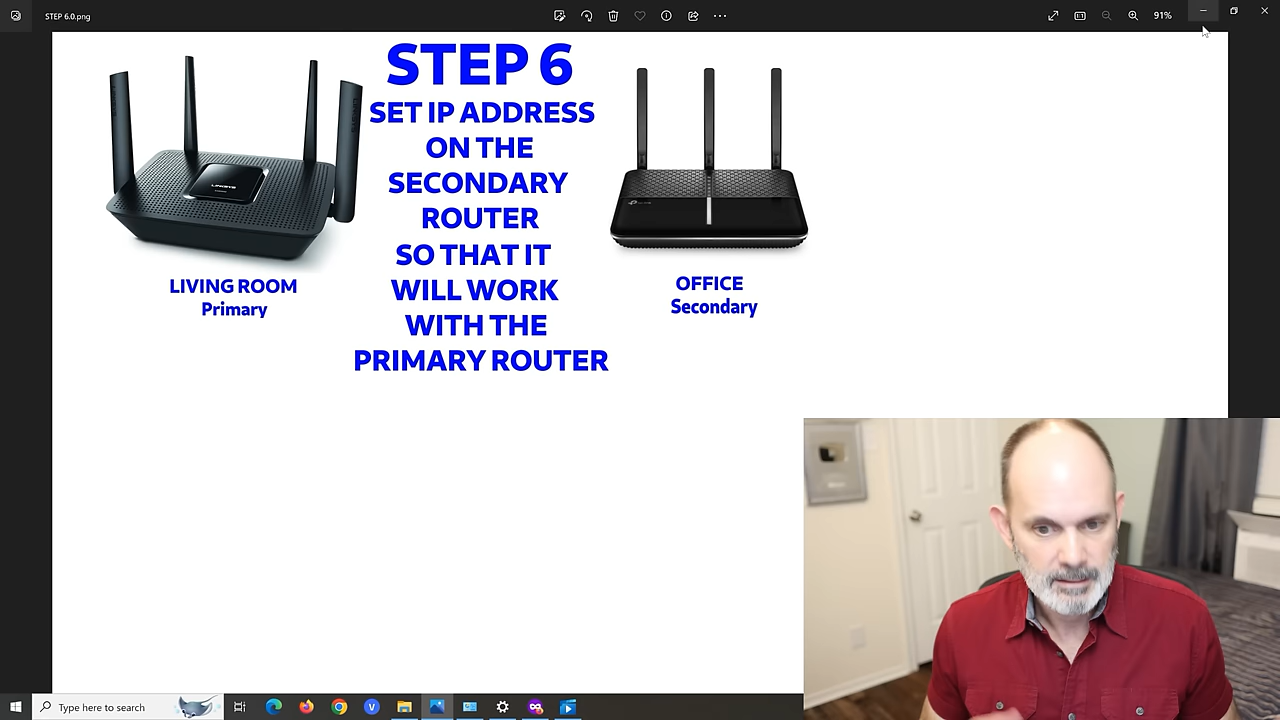 STEP 6.0.png
91%
STEP 6
SET IP ADDRESS
ON THE
SECONDARY
ROUTER
SO THAT IT
WILL WORK
WITH THE
PRIMARY ROUTER
LINKSYS
LIVING ROOM
Primary
OFFICE
Secondary
Type here to search